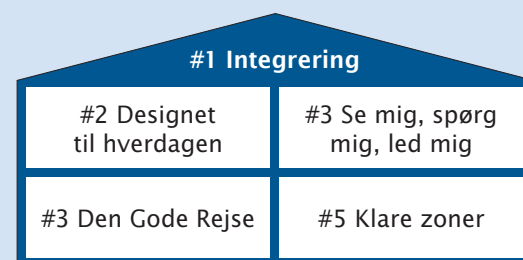 #1 Integrering
#2 Designet
til hverdagen
#3 Se mig, spørg
mig, led mig
#3 Den Gode Rejse
#5 Klare zoner